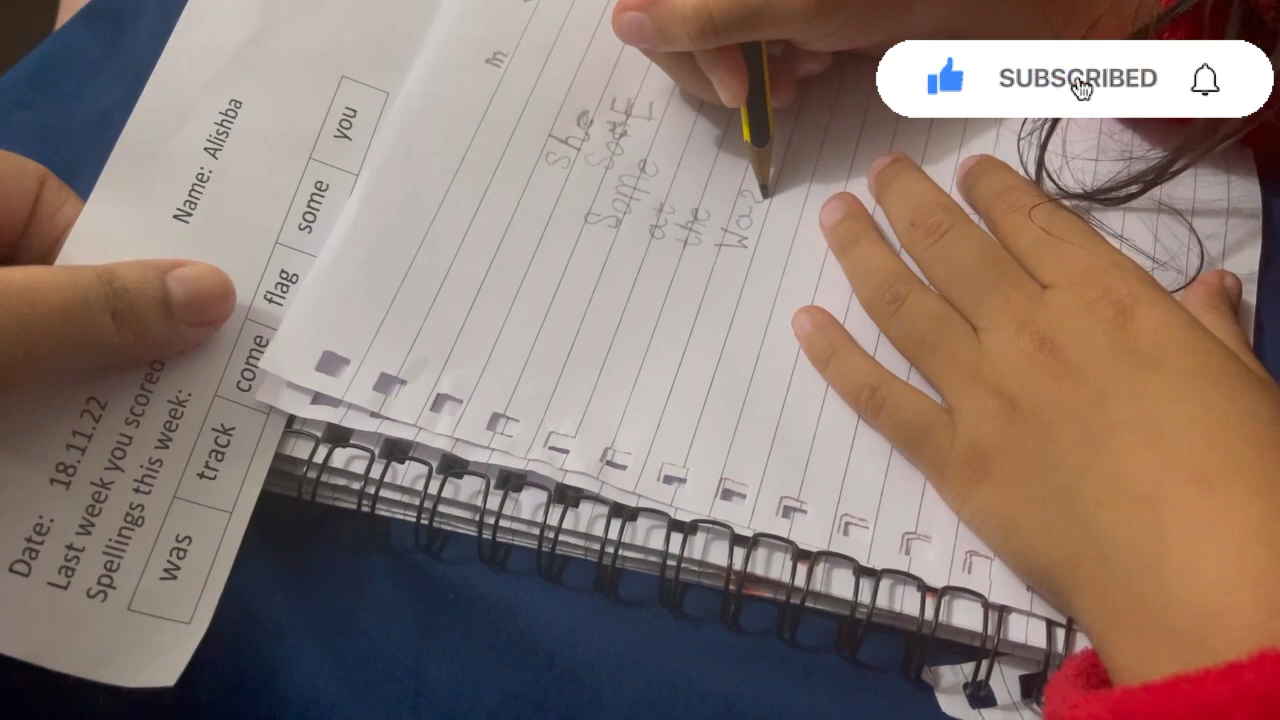 Name: Alishba
Date: 18.11.22
Last week you scored
Spellings this week:
was track come flag some you
m
She
Some
at
the
Wa
SUBSCRIBED